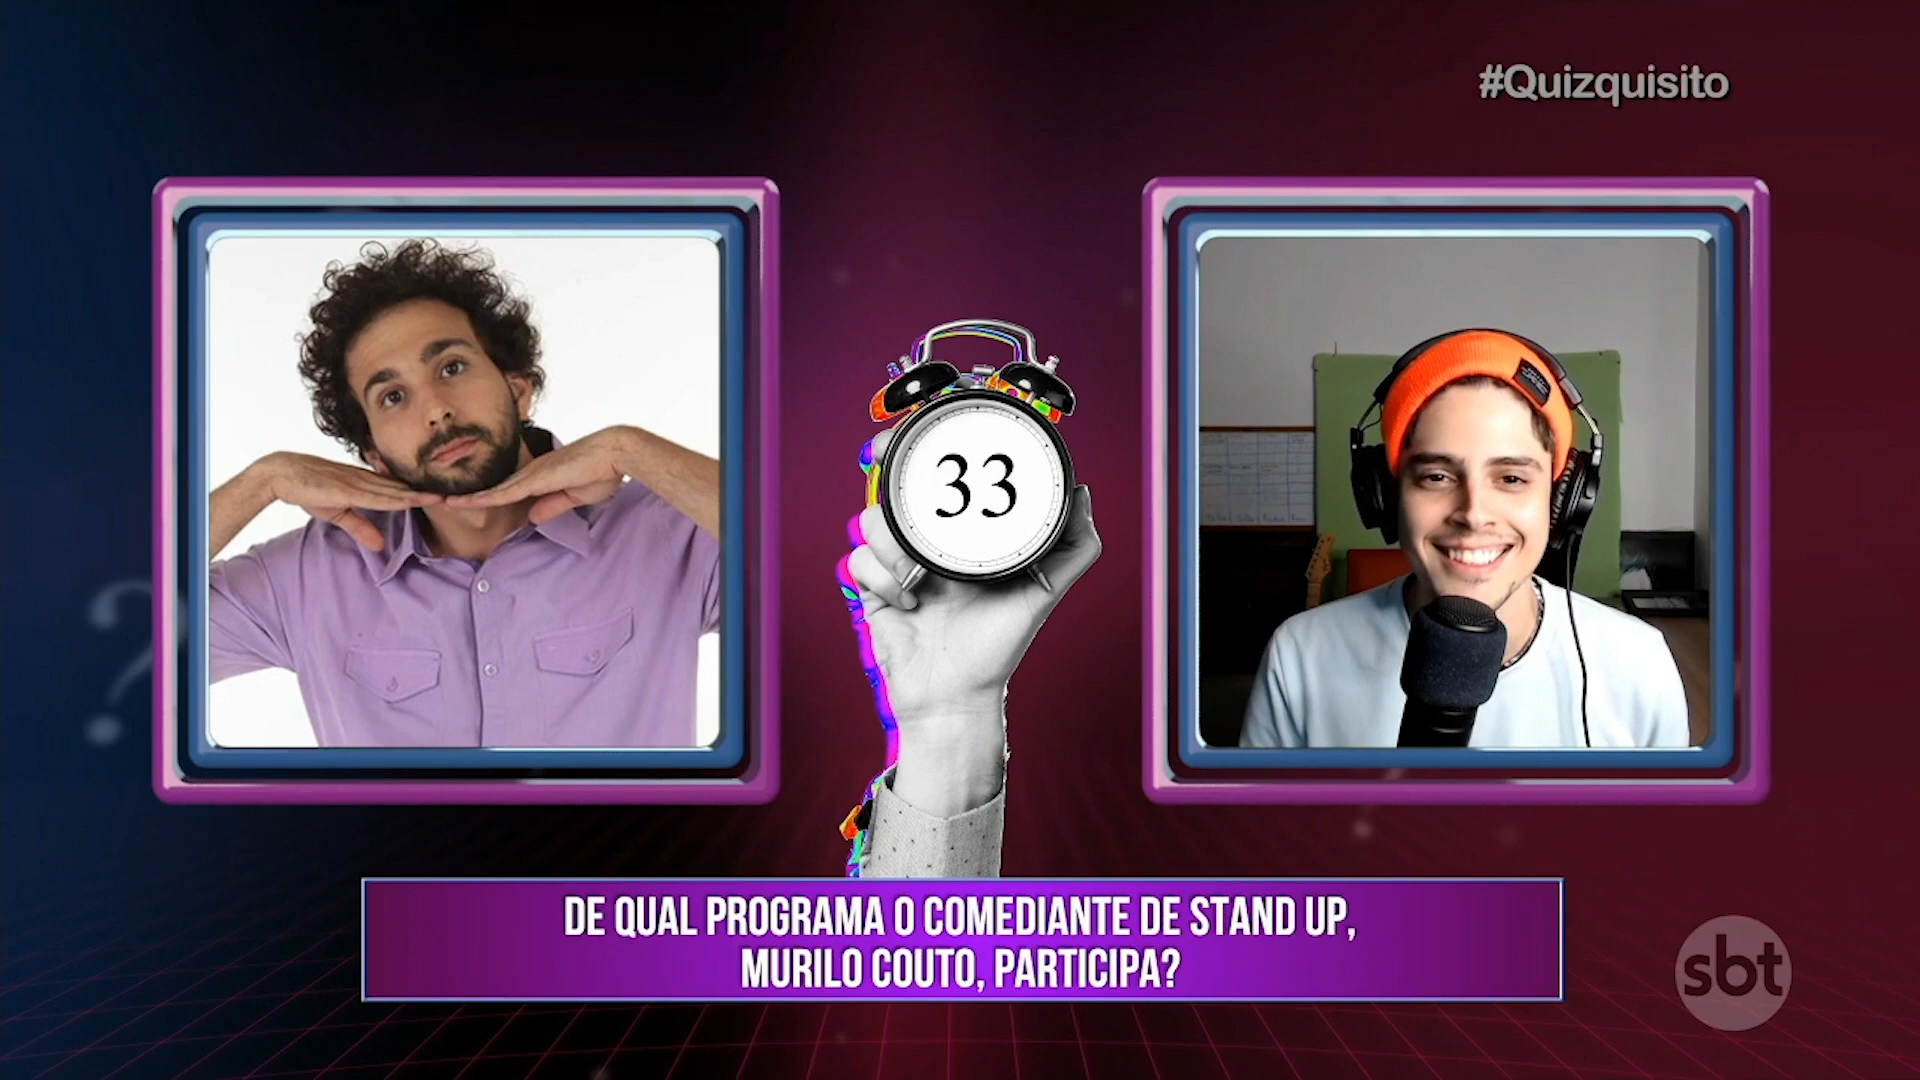 #Quizquisito
33
DE QUAL PROGRAMA O COMEDIANTE DE STAND UP,
MURILO COUTO, PARTICIPA?
sbt